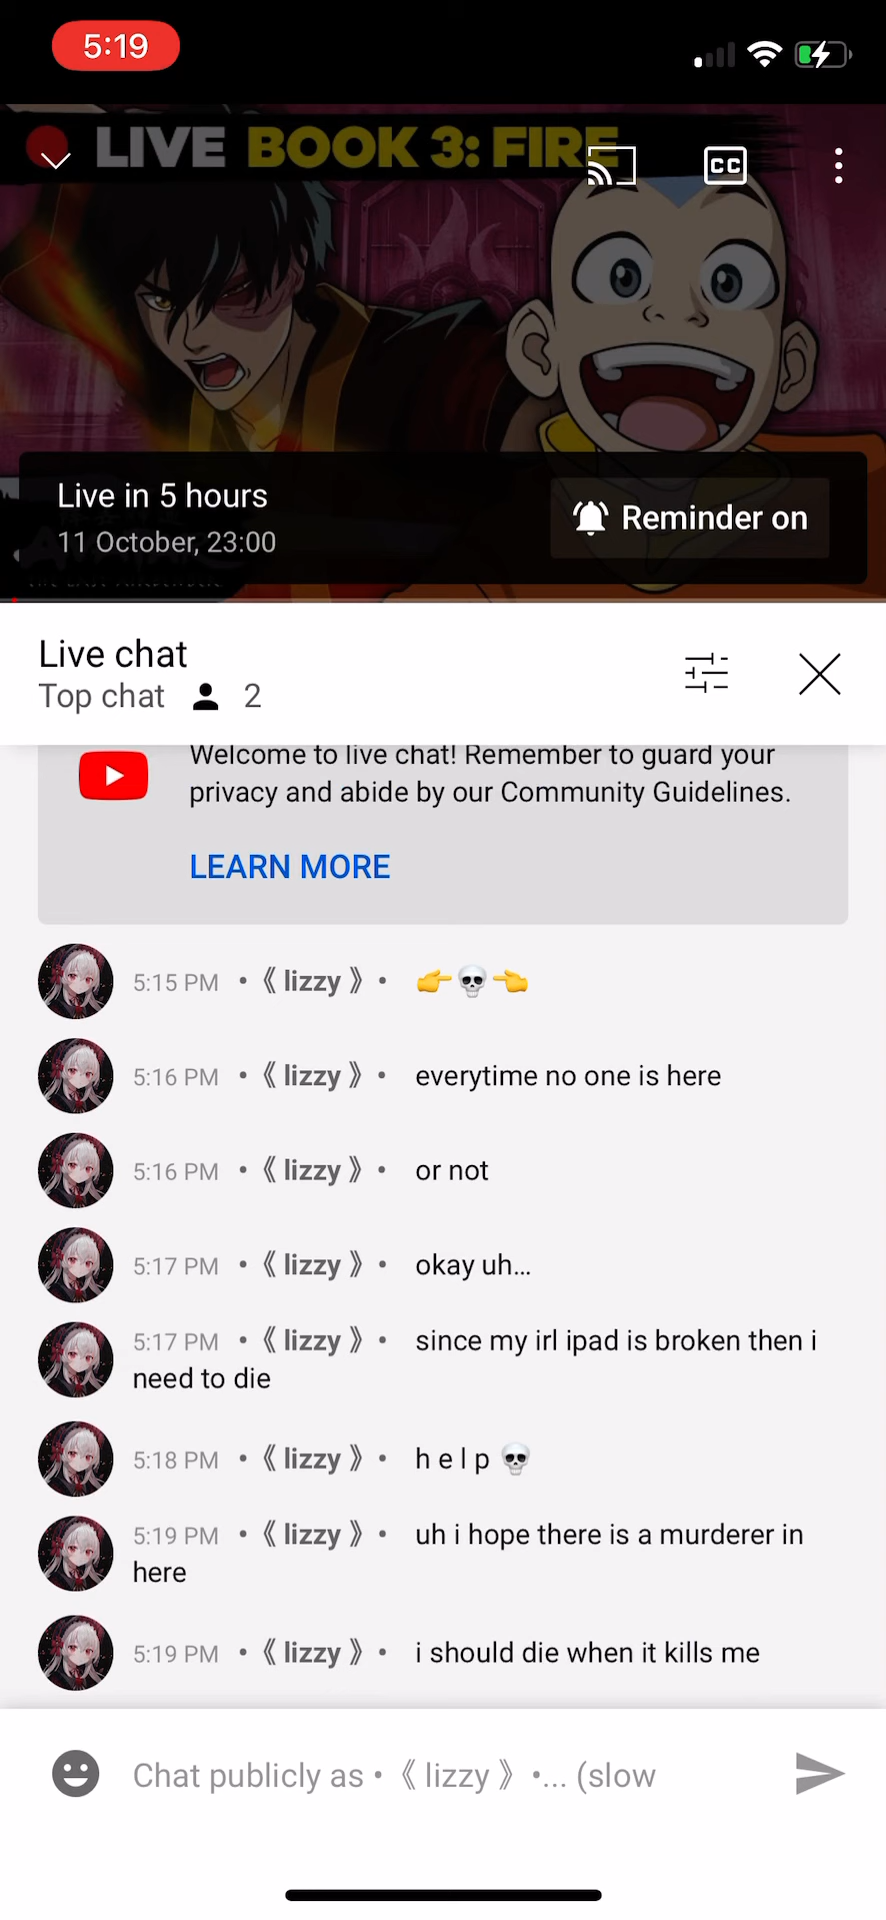 5:19
LIVE BOOK 3: FIRE
CC
Live in 5 hours
11 October, 23:00
Reminder on
Live chat
Top chat 2
Welcome to live chat! Remember to guard your
privacy and abide by our Community Guidelines.
LEARN MORE
5:15 PM •《 lizzy 》• 👉💀👈
5:16 PM •《 lizzy 》• everytime no one is here
5:16 PM •《 lizzy 》• or not
5:17 PM •《 lizzy 》• okay uh...
5:17 PM •《 lizzy 》• since my irl ipad is broken then i
need to die
5:18 PM •《 lizzy 》• h e l p 💀
5:19 PM •《 lizzy 》• uh i hope there is a murderer in
here
5:19 PM •《 lizzy 》• i should die when it kills me
Chat publicly as •《 lizzy 》•... (slow